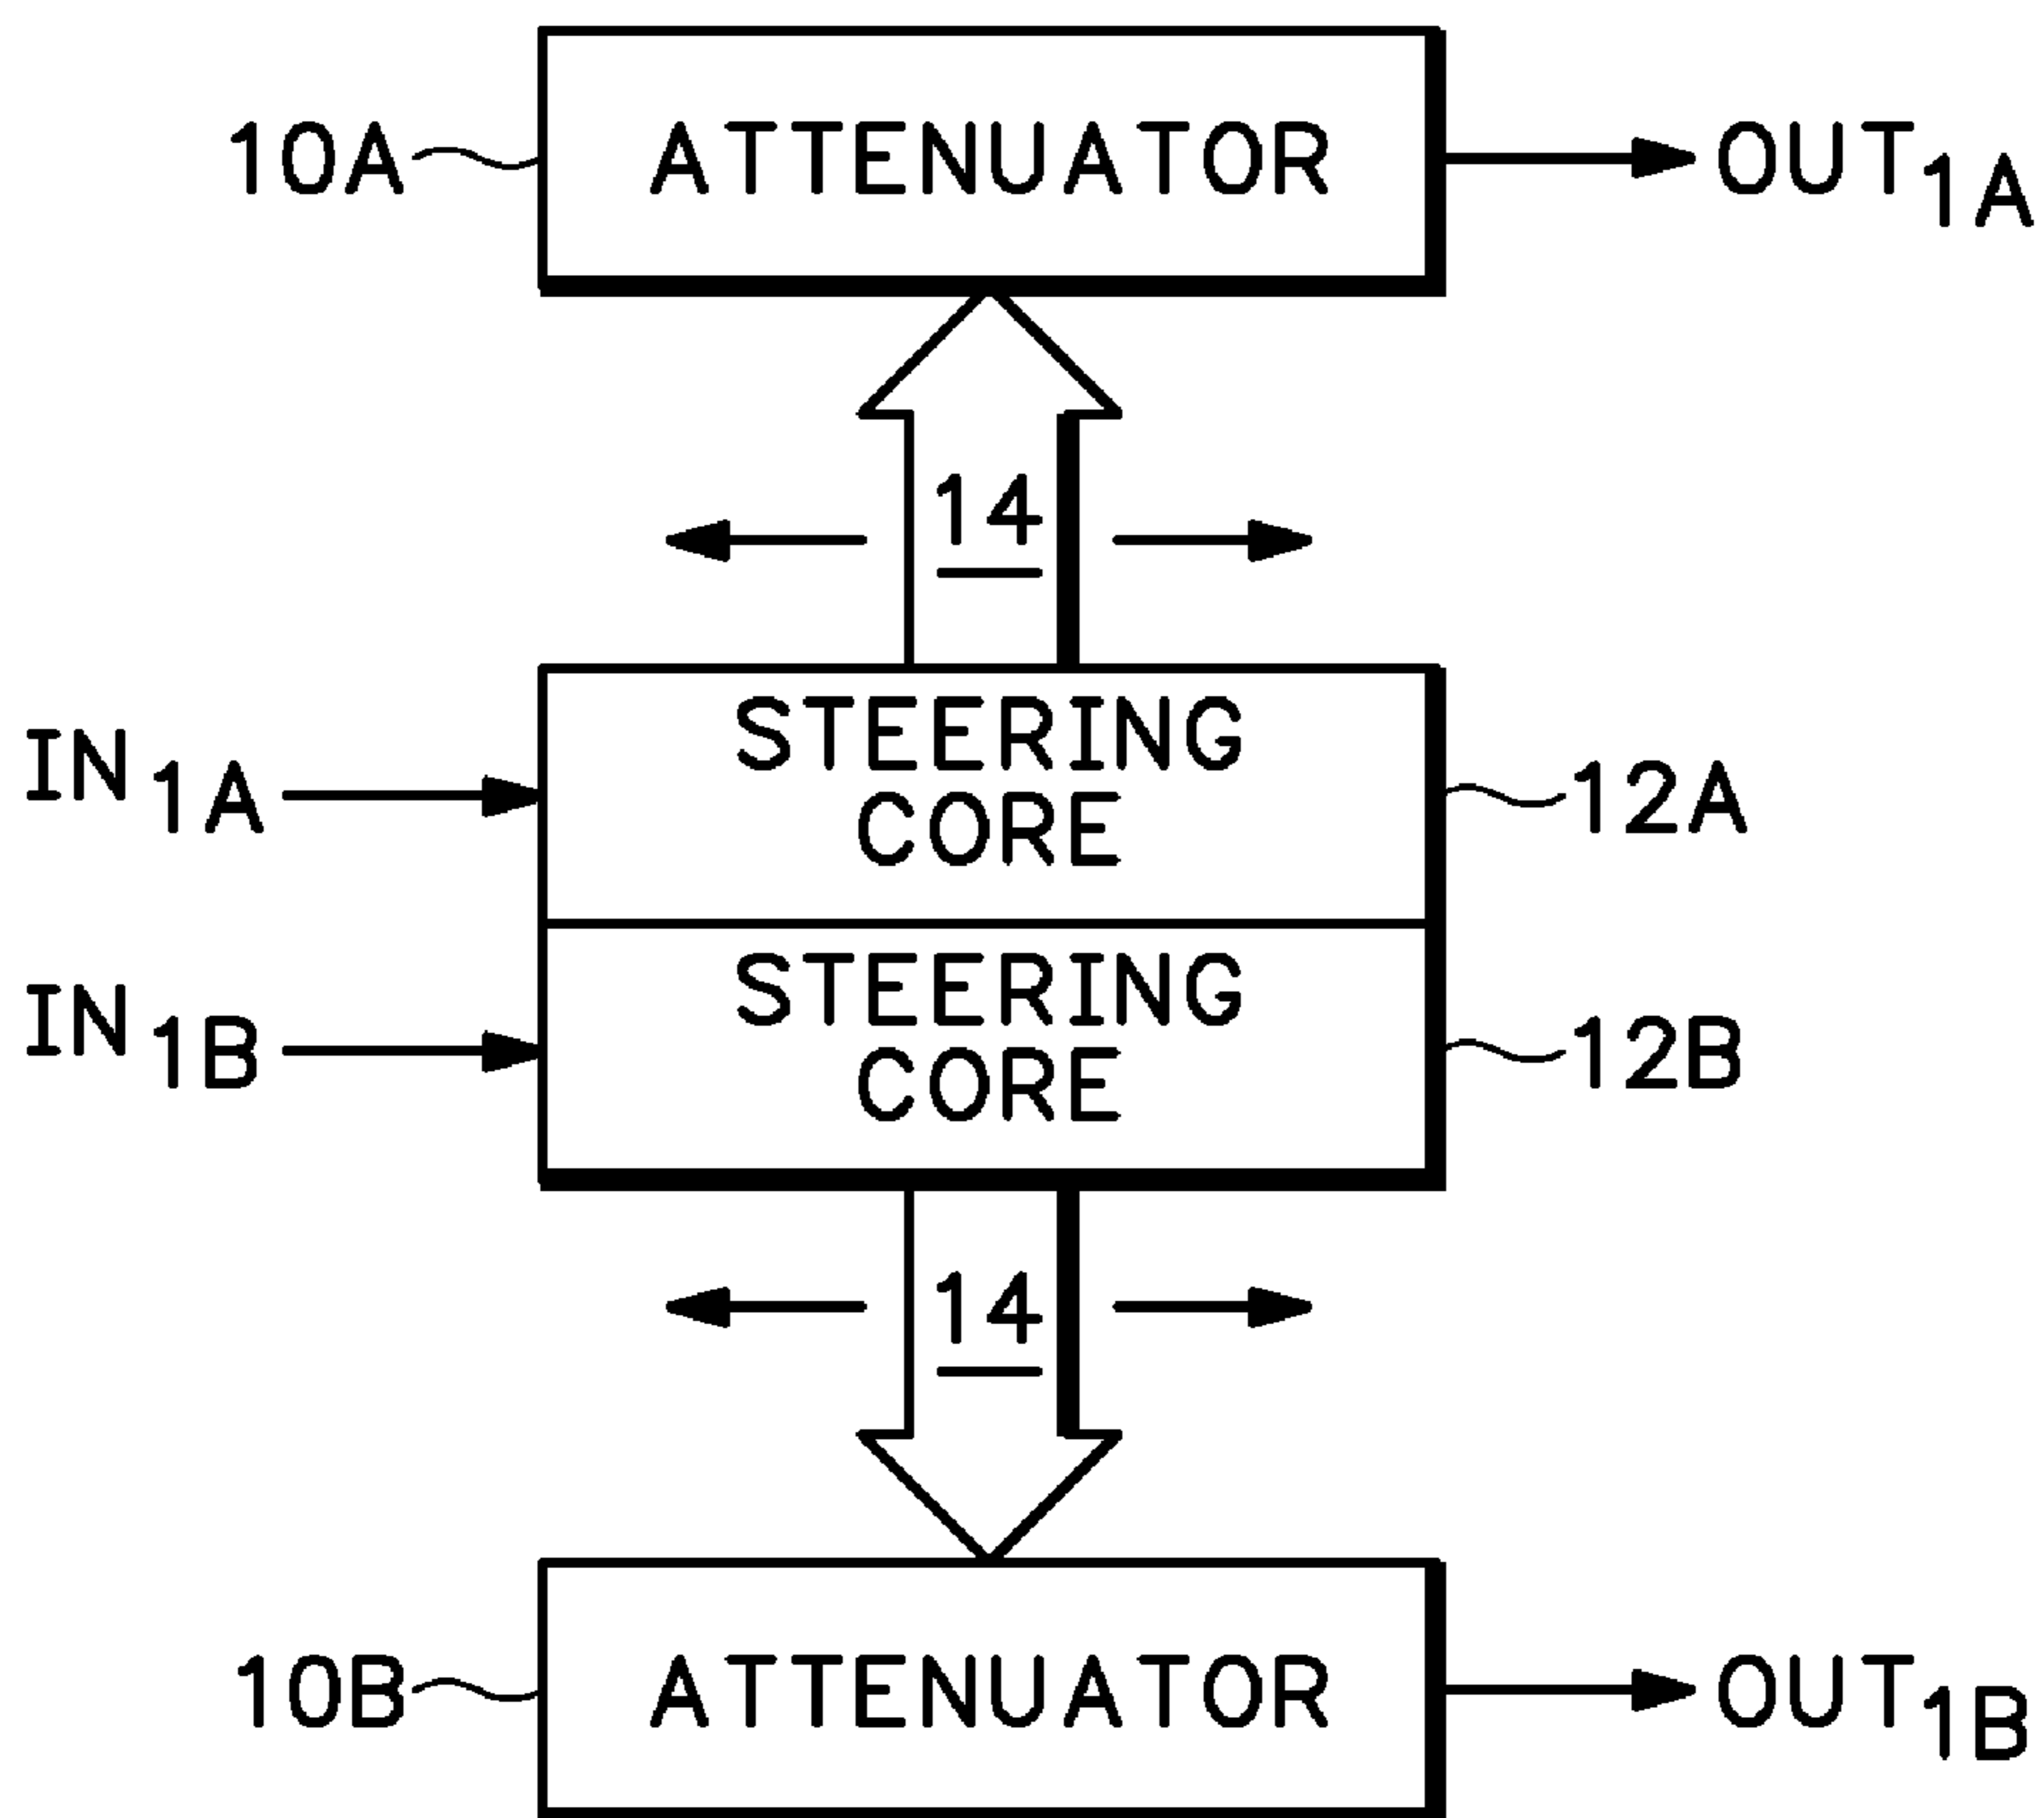 10A ATTENUATOR OUT1A
14
IN1A STEERING CORE 12A
IN1B STEERING CORE 12B
14
10B ATTENUATOR OUT1B